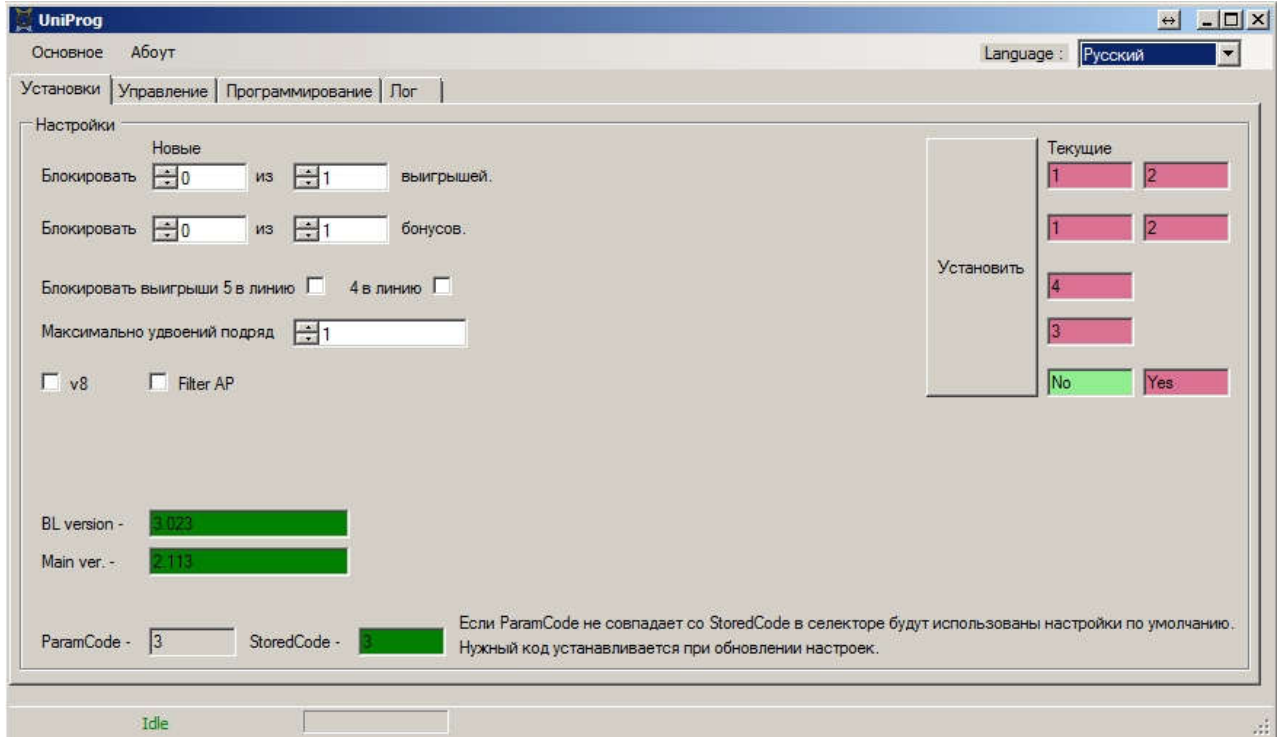 UniProg
Основное Абоут Language : Русский
Установки Управление Программирование Лог
Настройки
Новые Текущие
Блокировать 0 из 1 выигрышей. 1 2
Блокировать 0 из 1 бонусов. 1 2
Установить
Блокировать выигрыши 5 в линию 4 в линию 4
Максимально удвоений подряд 1 3
v8 Filter AP No Yes
BL version - 3.023
Main ver. - 2.113
Если ParamCode не совпадает со StoredCode в селекторе будут использованы настройки по умолчанию.
ParamCode - 3 StoredCode - 3
Нужный код устанавливается при обновлении настроек.
Idle